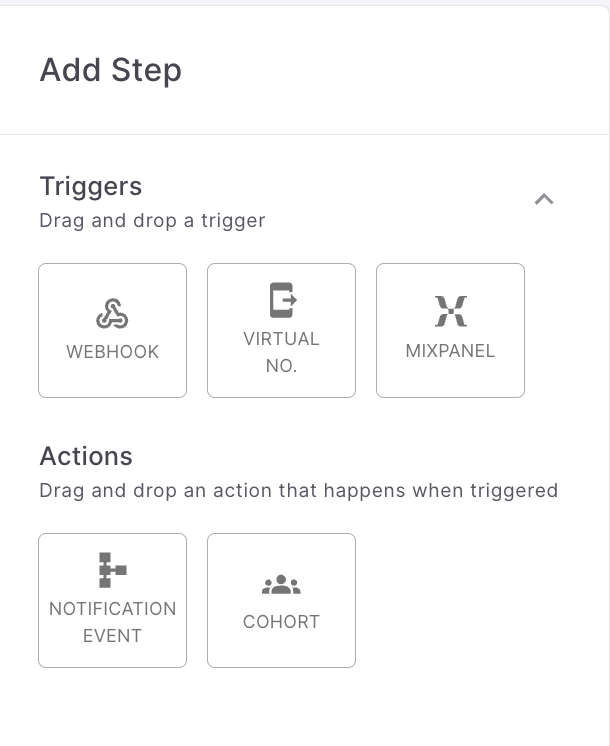 Add Step
Triggers
Drag and drop a trigger
WEBHOOK
VIRTUAL
NO.
MIXPANEL
Actions
Drag and drop an action that happens when triggered
NOTIFICATION
EVENT
COHORT